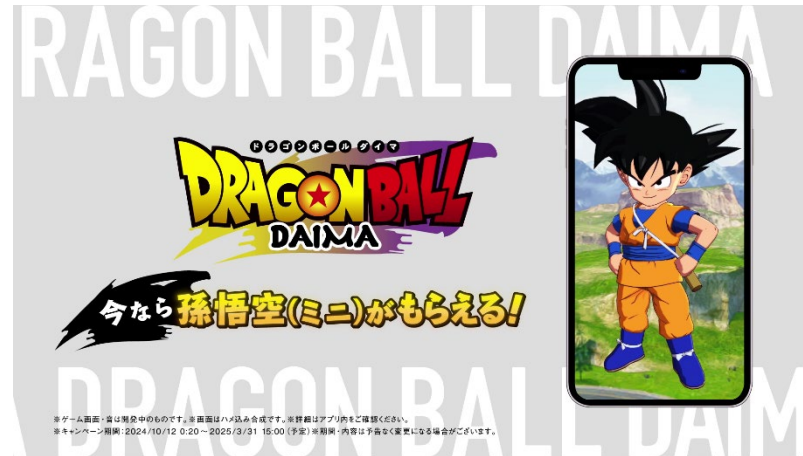 RAGON BALL DAIMA
ドラゴンボール ダイマ
DRAGON BALL
DAIMA
今なら孫悟空(ミニ)がもらえる!
※ゲーム画面・音は開発中のものです。※画面はハメ込み合成です。※詳細はアプリ内をご確認ください。
※キャンペーン期間:2024/10/12 0:20～2025/3/31 15:00(予定)※期間・内容は予告なく変更になる場合がございます。
A DRAGON BALL DAIM